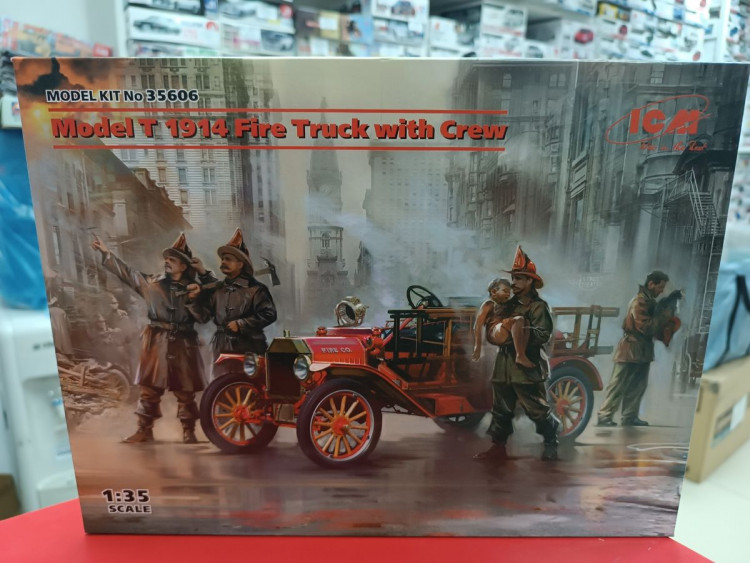 MODEL KIT No 35606
Model T 1914 Fire Truck with Crew
ICM
FIRE CO.
1:35
SCALE